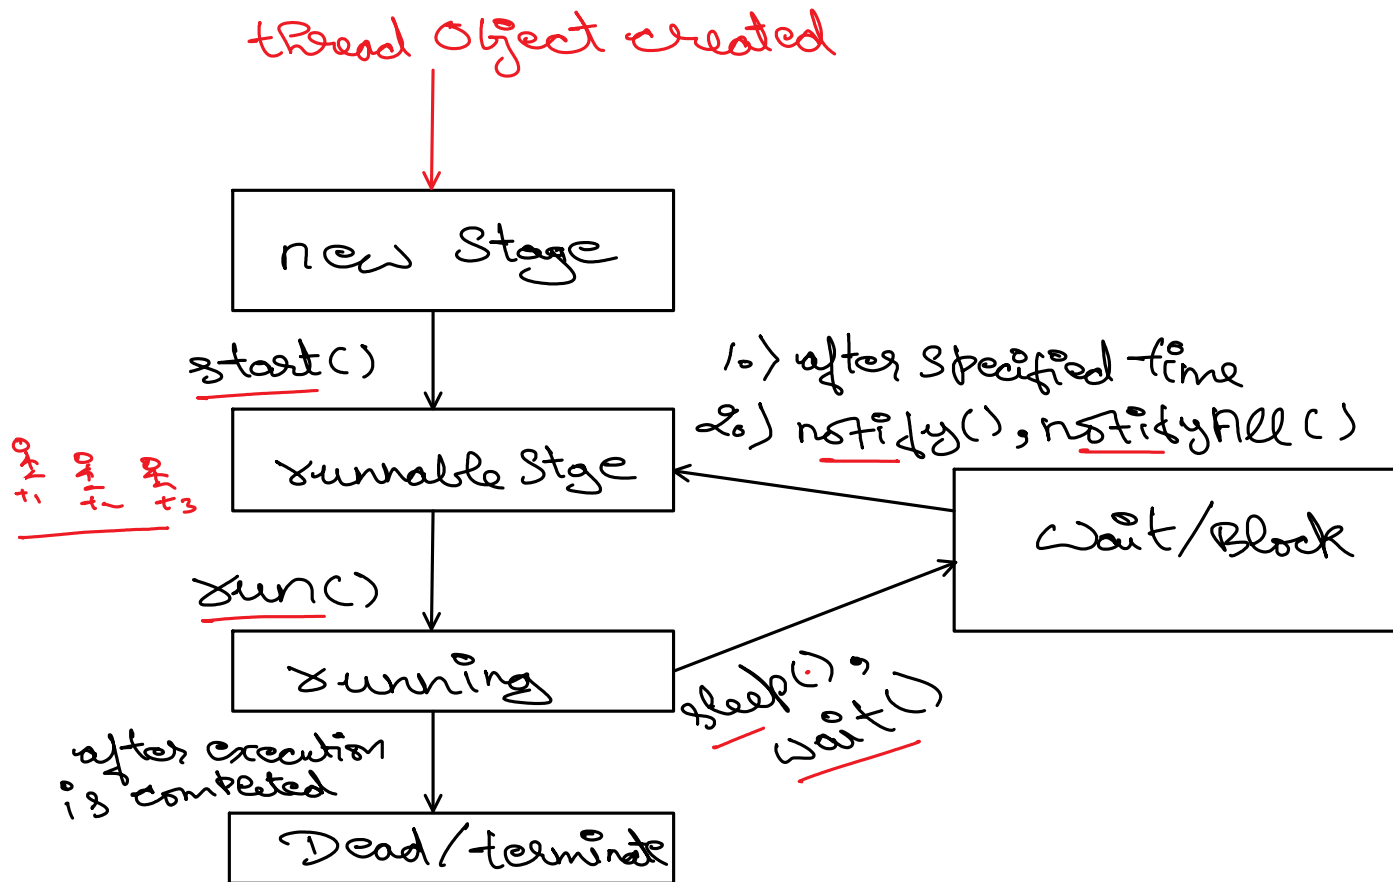 thread Object created
new Stage
start()
1.) after specified time
2.) notify(), notifyAll()
runnable Stge
t1 t2 t3
Wait/Block
run()
running
sleep(),
wait()
after execution
is completed
Dead/terminate